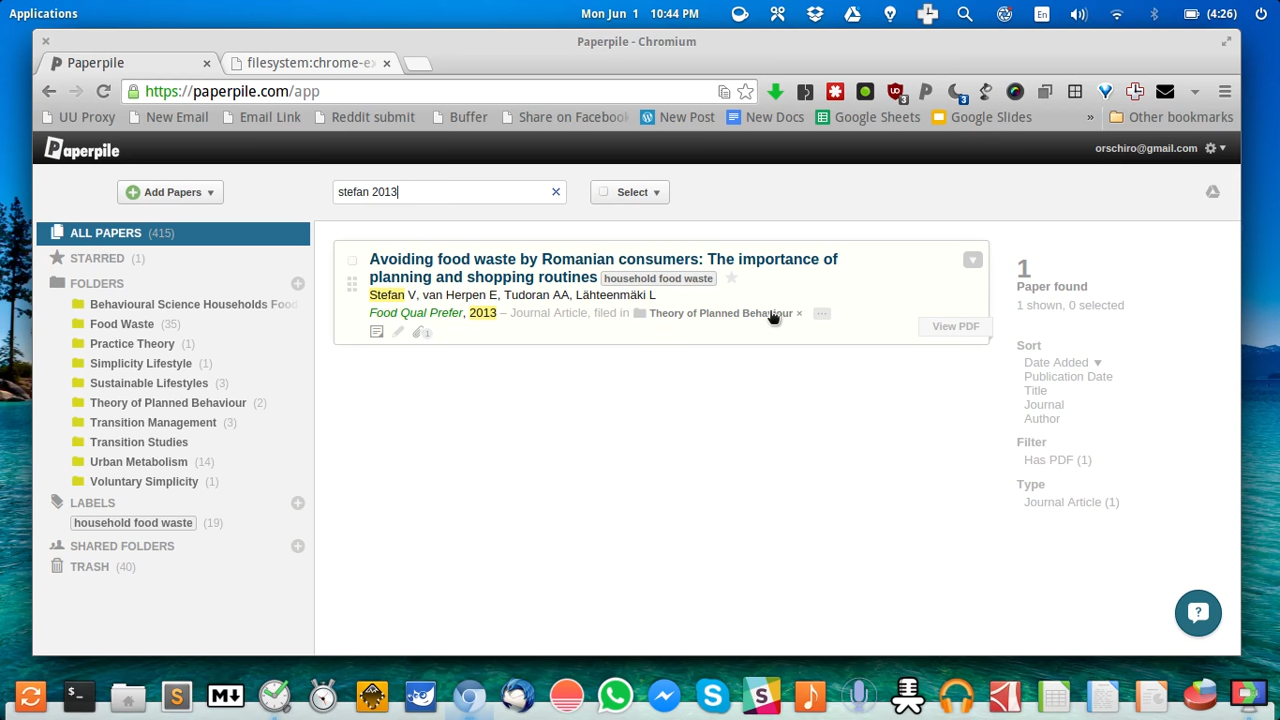 Applications
Mon Jun 1 10:44 PM
En
(4:26)
Paperpile - Chromium
Paperpile
filesystem:chrome-ex
https://paperpile.com/app
3
3
UU Proxy
New Email
Email Link
Reddit submit
Buffer
Share on Facebook
New Post
New Docs
Google Sheets
Google Slides
»
Other bookmarks
Paperpile
orschiro@gmail.com
Add Papers
stefan 2013
Select
ALL PAPERS (415)
STARRED (1)
FOLDERS
Behavioural Science Households Food
Food Waste (35)
Practice Theory (1)
Simplicity Lifestyle (1)
Sustainable Lifestyles (3)
Theory of Planned Behaviour (2)
Transition Management (3)
Transition Studies
Urban Metabolism (14)
Voluntary Simplicity (1)
LABELS
household food waste (19)
SHARED FOLDERS
TRASH (40)
Avoiding food waste by Romanian consumers: The importance of
planning and shopping routines household food waste
Stefan V, van Herpen E, Tudoran AA, Lähteenmäki L
Food Qual Prefer, 2013 – Journal Article, filed in Theory of Planned Behaviour ×
1
View PDF
1
Paper found
1 shown, 0 selected
Sort
Date Added
Publication Date
Title
Journal
Author
Filter
Has PDF (1)
Type
Journal Article (1)